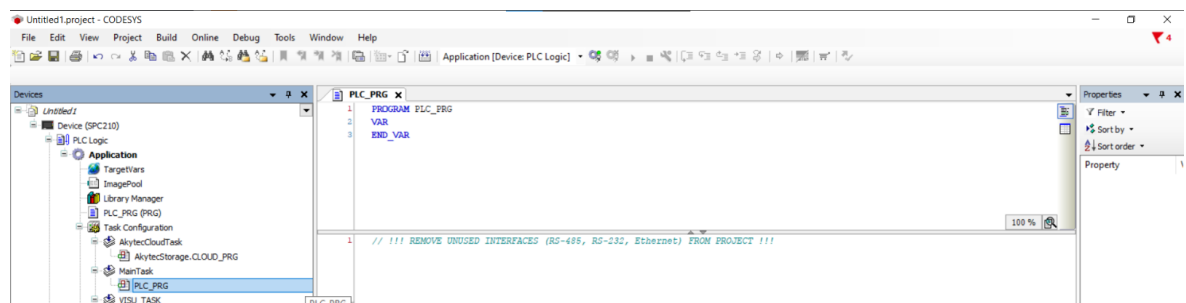 Untitled1.project - CODESYS
File Edit View Project Build Online Debug Tools Window Help
4
Application [Device: PLC Logic]
Devices
Untitled1
Device (SPC210)
PLC Logic
Application
TargetVars
ImagePool
Library Manager
PLC_PRG (PRG)
Task Configuration
AkytecCloudTask
AkytecStorage.CLOUD_PRG
MainTask
PLC_PRG
VISU_TASK
PLC_PRG
PLC_PRG
1 PROGRAM PLC_PRG
2 VAR
3 END_VAR
100 %
1 // !!! REMOVE UNUSED INTERFACES (RS-485, RS-232, Ethernet) FROM PROJECT !!!
Properties
Filter
Sort by
Sort order
Property